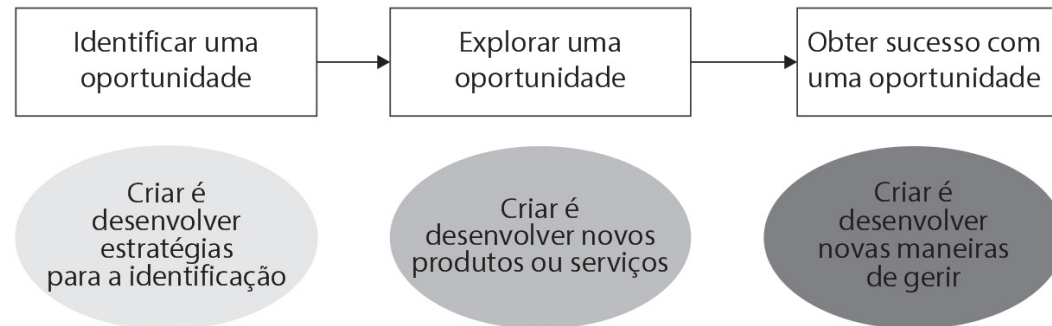 Identificar uma
oportunidade
Explorar uma
oportunidade
Obter sucesso com
uma oportunidade
Criar é
desenvolver
estratégias
para a identificação
Criar é
desenvolver novos
produtos ou serviços
Criar é
desenvolver
novas maneiras
de gerir